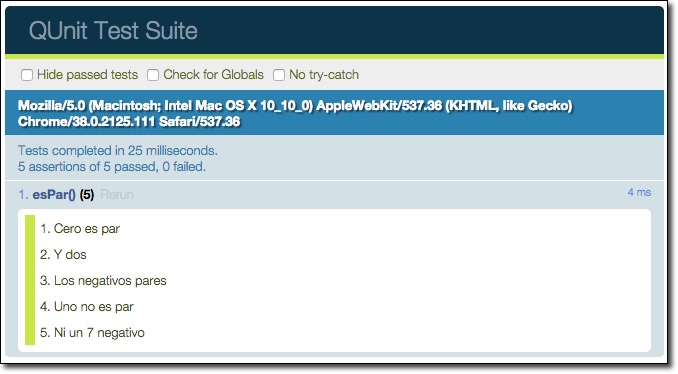 QUnit Test Suite
Hide passed tests Check for Globals No try-catch
Mozilla/5.0 (Macintosh; Intel Mac OS X 10_10_0) AppleWebKit/537.36 (KHTML, like Gecko)
Chrome/38.0.2125.111 Safari/537.36
Tests completed in 25 milliseconds.
5 assertions of 5 passed, 0 failed.
1. esPar() (5) Rerun 4 ms
1. Cero es par
2. Y dos
3. Los negativos pares
4. Uno no es par
5. Ni un 7 negativo